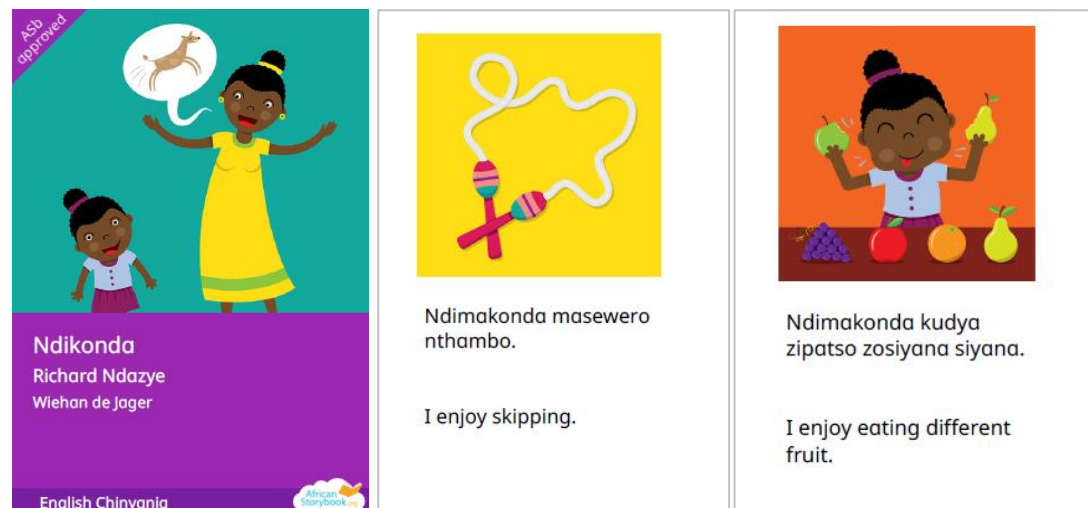 ASb
approved
Ndikonda
Richard Ndazye
Wiehan de Jager
English Chinyanja
African
Storybook.org
Ndimakonda masewero
nthambo.
I enjoy skipping.
Ndimakonda kudya
zipatso zosiyana siyana.
I enjoy eating different
fruit.